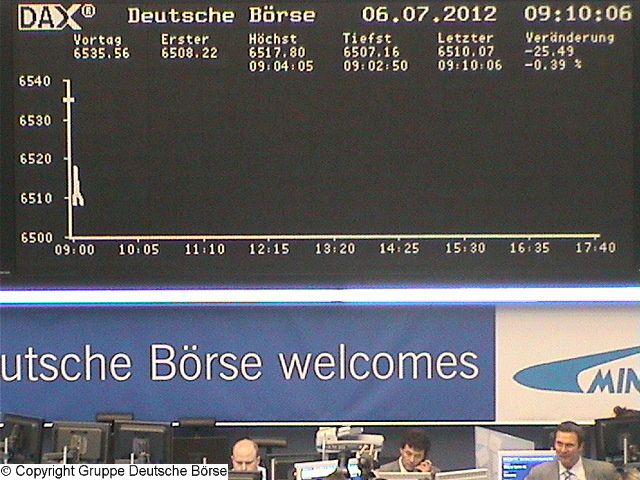 DAX® Deutsche Börse 06.07.2012 09:10:06
Vortag Erster Höchst Tiefst Letzter Veränderung
6535.56 6508.22 6517.80 6507.16 6510.07 -25.49
09:04:05 09:02:50 09:10:06 -0.39 %
6540
6530
6520
6510
6500
09:00 10:05 11:10 12:15 13:20 14:25 15:30 16:35 17:40
utsche Börse welcomes
MIN
© Copyright Gruppe Deutsche Börse